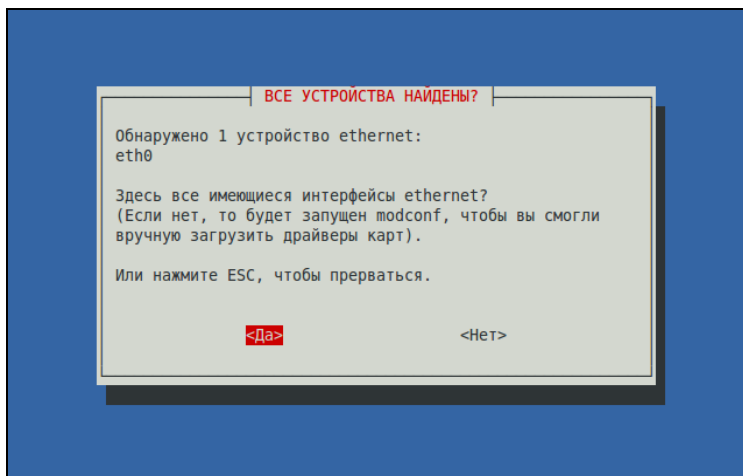 ВСЕ УСТРОЙСТВА НАЙДЕНЫ?
Обнаружено 1 устройство ethernet:
eth0
Здесь все имеющиеся интерфейсы ethernet?
(Если нет, то будет запущен modconf, чтобы вы смогли
вручную загрузить драйверы карт).
Или нажмите ESC, чтобы прерваться.
<Да> <Нет>